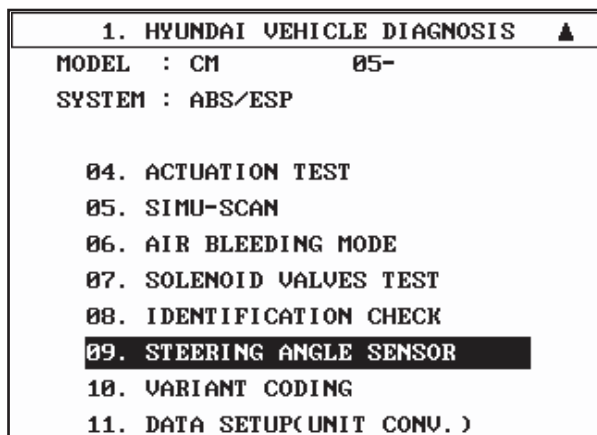 1. HYUNDAI VEHICLE DIAGNOSIS ▲
MODEL : CM 05-
SYSTEM : ABS/ESP
04. ACTUATION TEST
05. SIMU-SCAN
06. AIR BLEEDING MODE
07. SOLENOID VALVES TEST
08. IDENTIFICATION CHECK
09. STEERING ANGLE SENSOR
10. VARIANT CODING
11. DATA SETUP(UNIT CONV.)